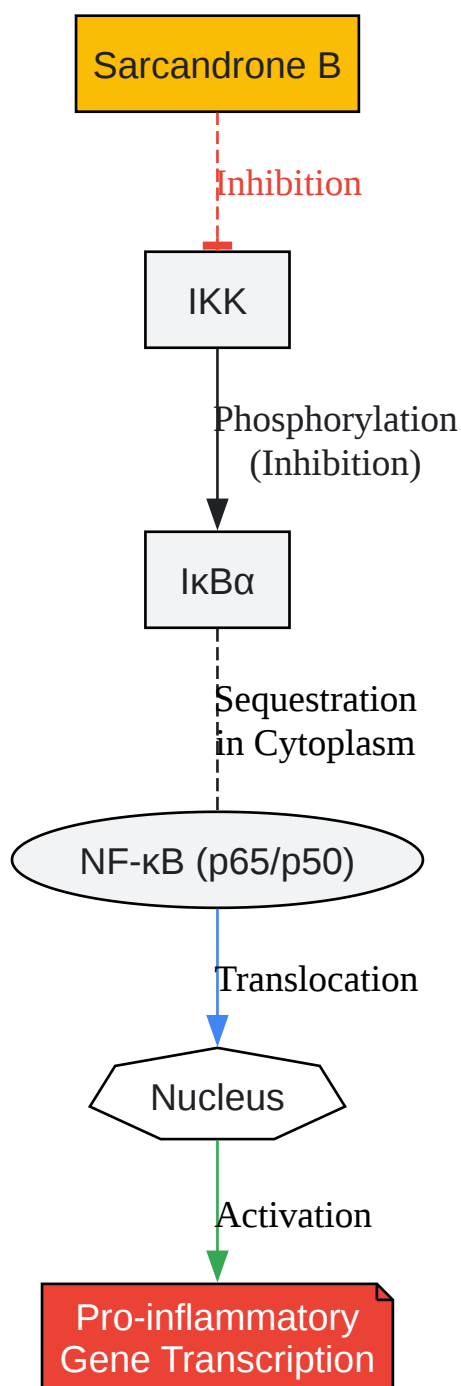 Sarcandrone B
Inhibition
IKK
Phosphorylation
(Inhibition)
IκBα
Sequestration
in Cytoplasm
NF-κB (p65/p50)
Translocation
Nucleus
Activation
Pro-inflammatory
Gene Transcription